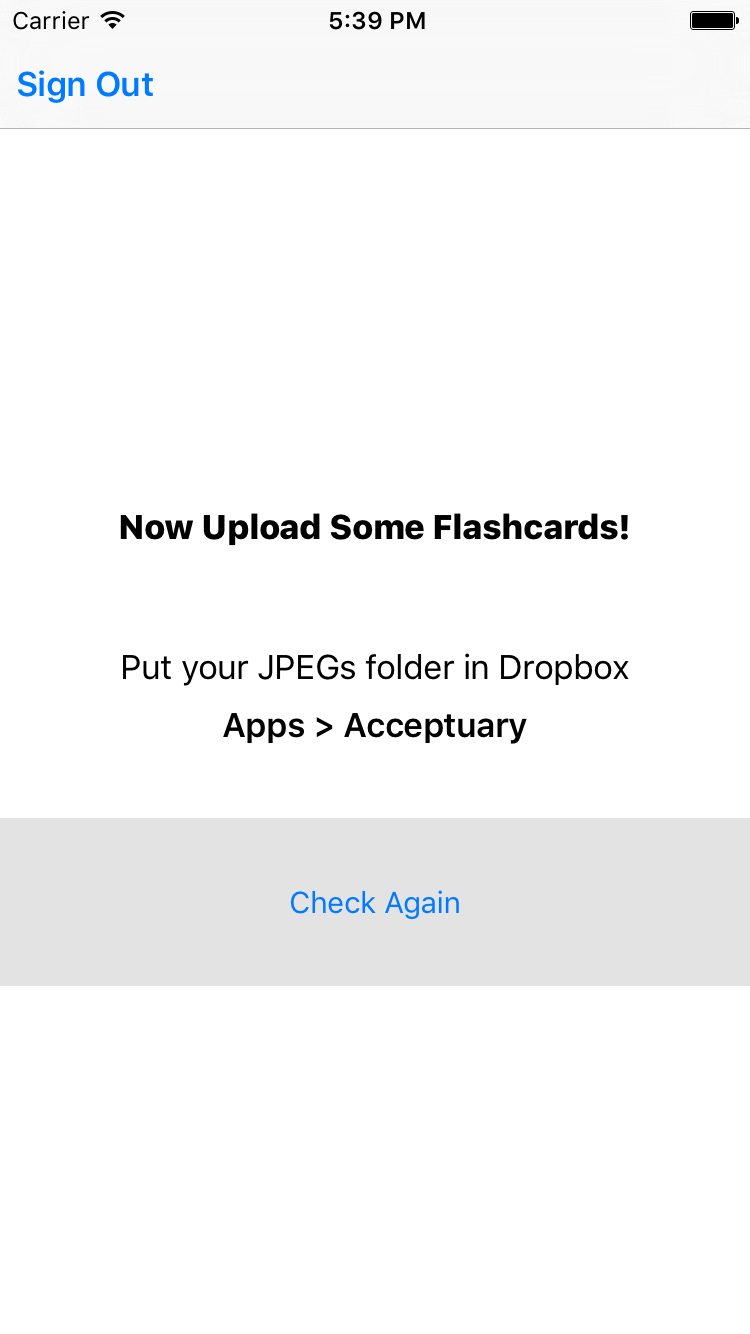 Carrier 5:39 PM
Sign Out
Now Upload Some Flashcards!
Put your JPEGs folder in Dropbox
Apps > Acceptuary
Check Again